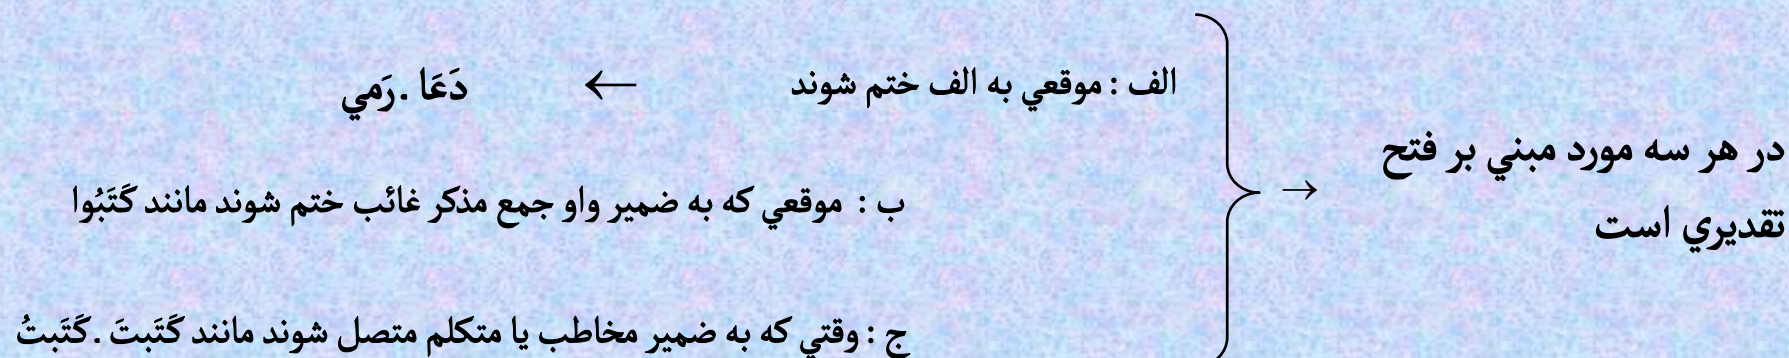 الف : موقعي به الف ختم شوند ← دَعَا .رَمي
در هر سه مورد مبني بر فتح
→
تقديري است
ب : موقعي كه به ضمير واو جمع مذكر غائب ختم شوند مانند كَتَبُوا
ج : وقتي كه به ضمير مخاطب يا متكلم متصل شوند مانند كَتَبتَ .كَتَبتُ